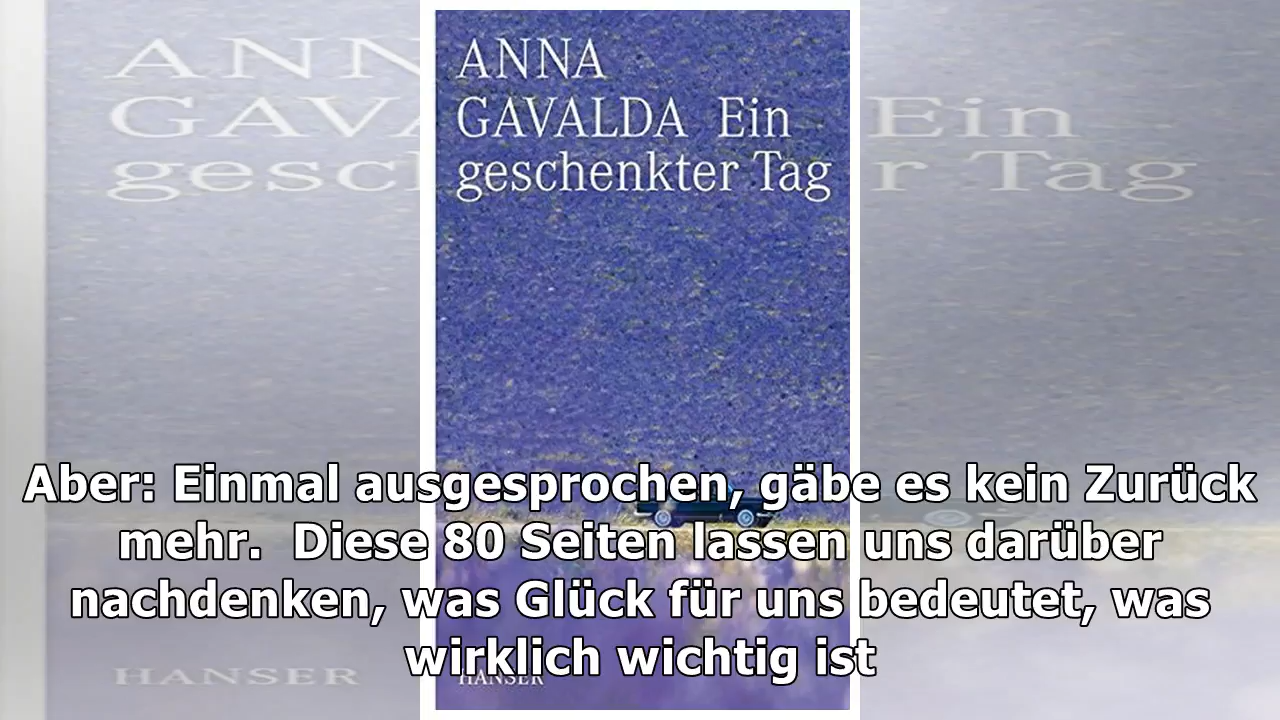 ANNA
GAVALDA Ein
geschenkter Tag
Aber: Einmal ausgesprochen, gäbe es kein Zurück
mehr.  Diese 80 Seiten lassen uns darüber
nachdenken, was Glück für uns bedeutet, was
wirklich wichtig ist
HANSER